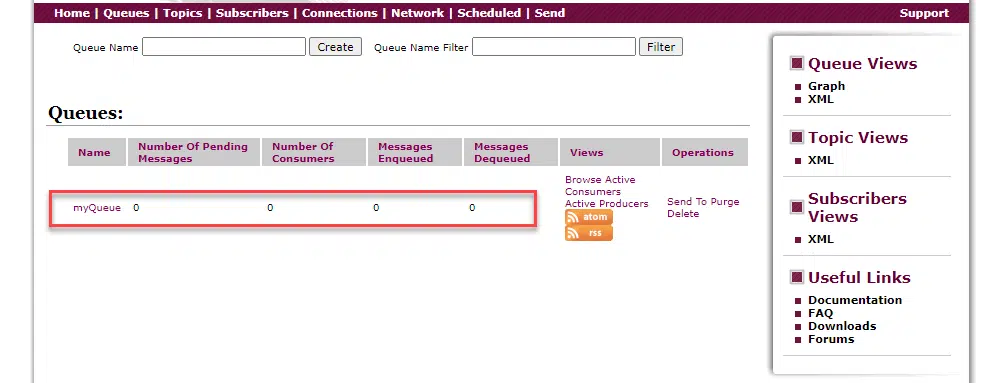 Home | Queues | Topics | Subscribers | Connections | Network | Scheduled | Send
Support
Queue Name Create Queue Name Filter Filter
Queues:
Name Number Of Pending Messages Number Of Consumers Messages Enqueued Messages Dequeued Views Operations
myQueue 0 0 0 0
Browse Active
Consumers
Active Producers
atom
rss
Send To Purge
Delete
Queue Views
Graph
XML
Topic Views
XML
Subscribers
Views
XML
Useful Links
Documentation
FAQ
Downloads
Forums